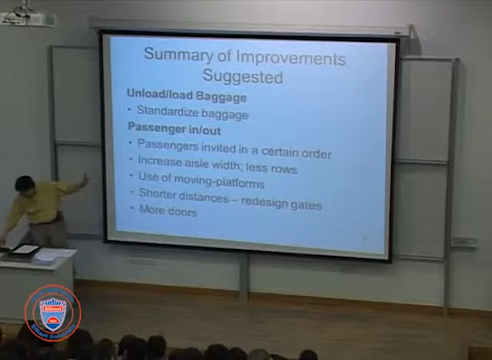 Summary of Improvements
Suggested
Unload/load Baggage
• Standardize baggage
Passenger in/out
• Passengers invited in a certain order
• Increase aisle width; less rows
• Use of moving-platforms
• Shorter distances – redesign gates
• More doors
Bilkent